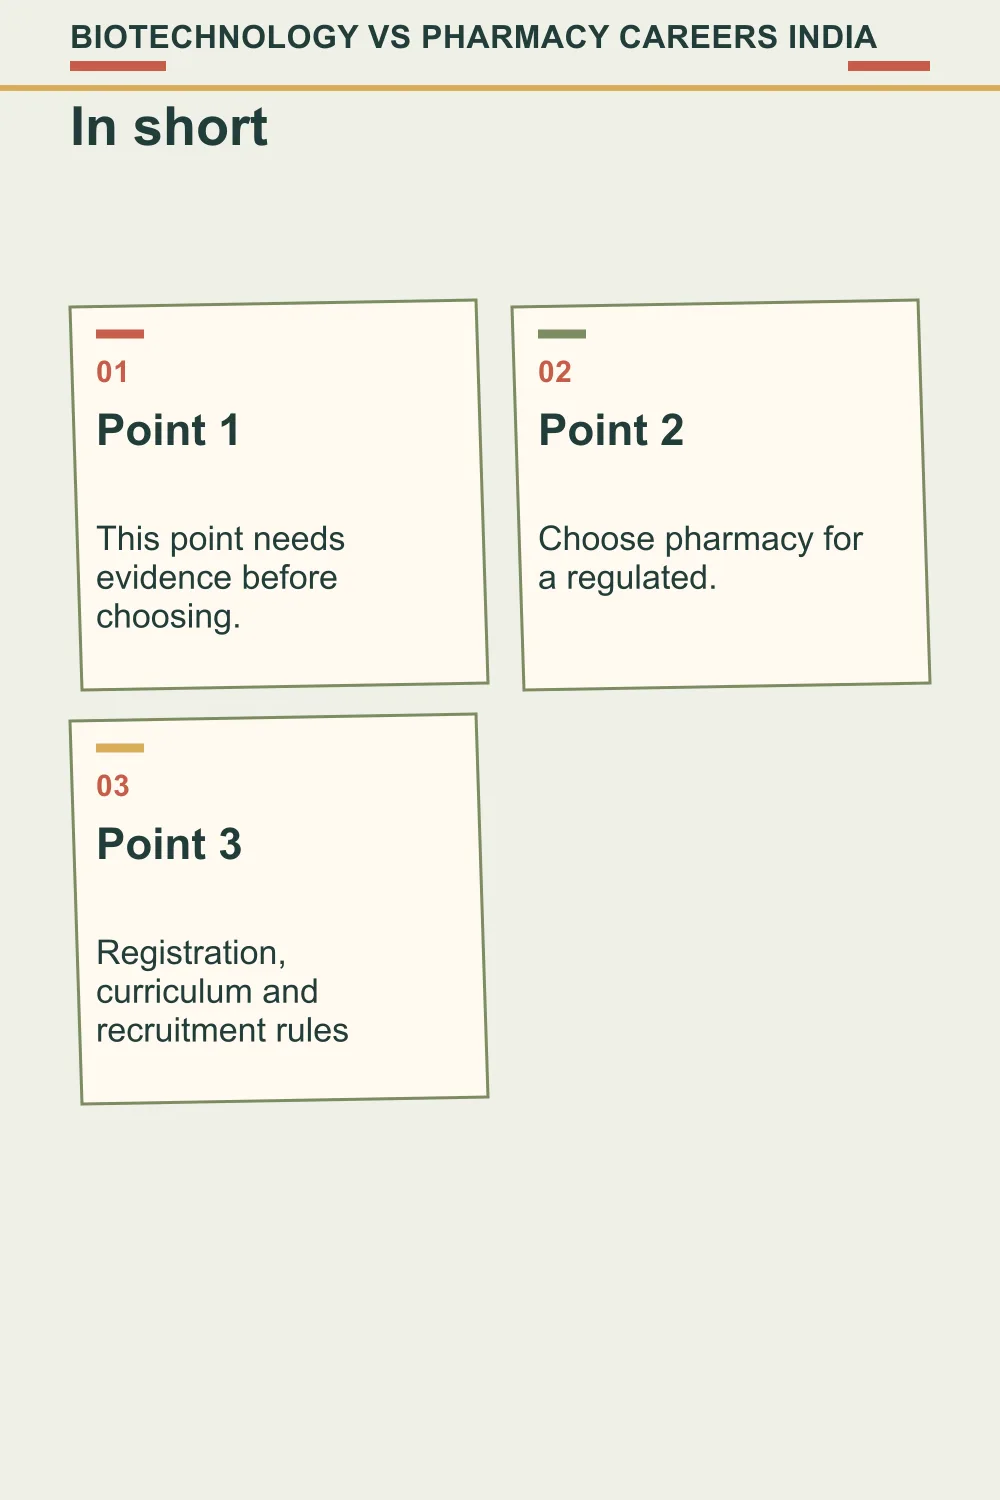 BIOTECHNOLOGY VS PHARMACY CAREERS INDIA
In short
01
Point 1
This point needs
evidence before
choosing.
02
Point 2
Choose pharmacy for
a regulated.
03
Point 3
Registration,
curriculum and
recruitment rules